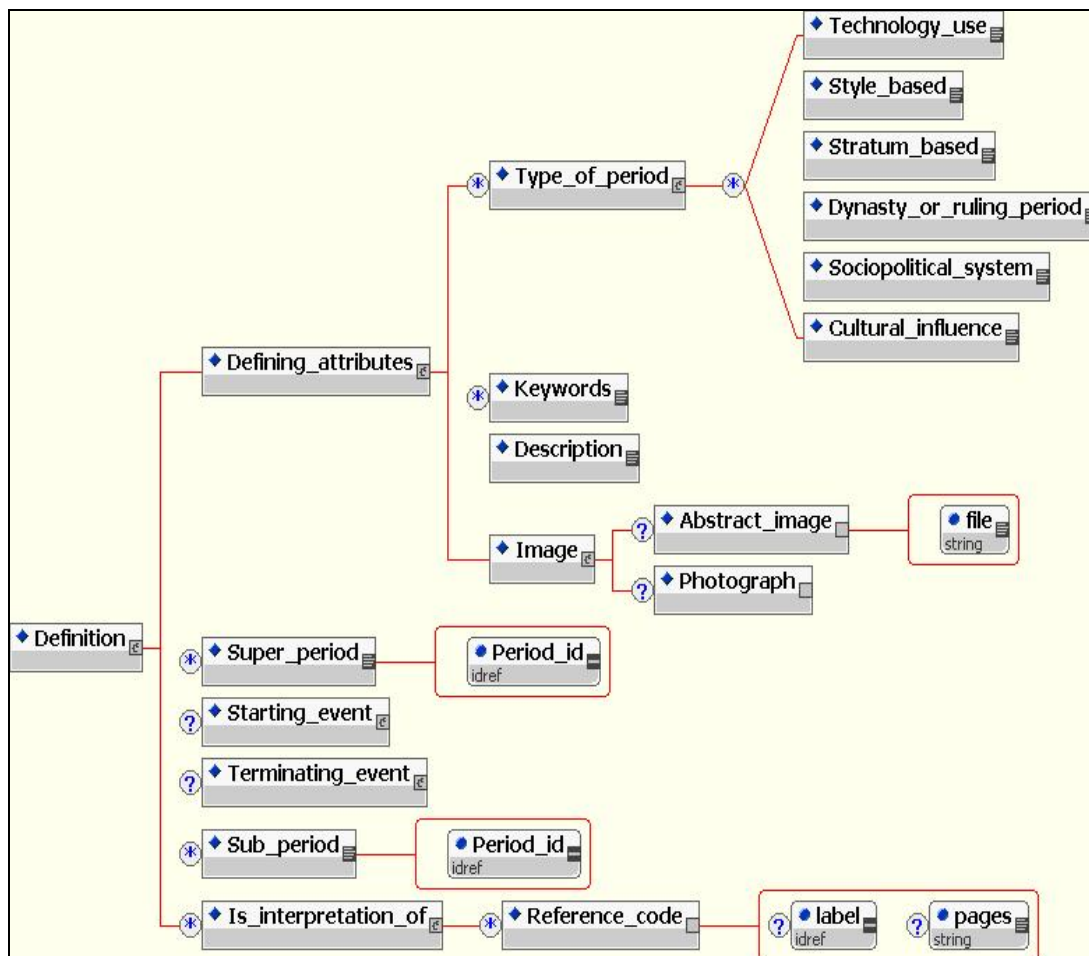 Technology_use
Style_based
Stratum_based
Type_of_period
Dynasty_or_ruling_period
Sociopolitical_system
Cultural_influence
Defining_attributes
Keywords
Description
Abstract_image
file
string
Image
Photograph
Definition
Super_period
Period_id
idref
Starting_event
Terminating_event
Sub_period
Period_id
idref
Is_interpretation_of
Reference_code
label
idref
pages
string